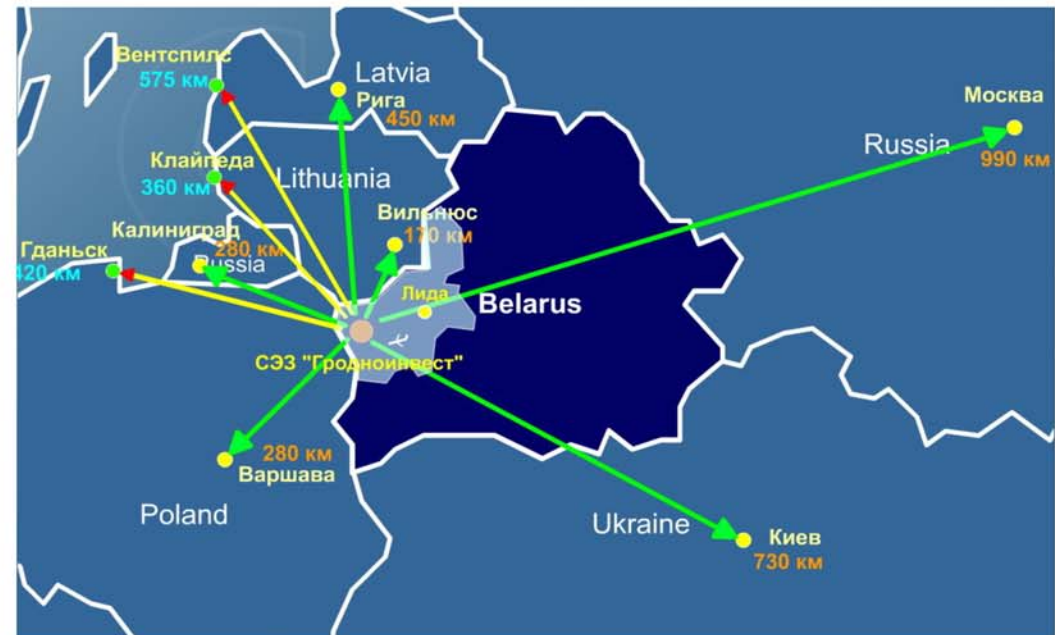 Вентспилс
575 км
Latvia
Рига
450 км
Москва
Russia
990 км
Клайпеда
360 км
Lithuania
Вильнюс
170 км
Калиниград
280 км
Russia
Гданьск
420 км
Лида
Belarus
СЭЗ "Гродноинвест"
280 км
Варшава
Poland
Ukraine
Киев
730 км